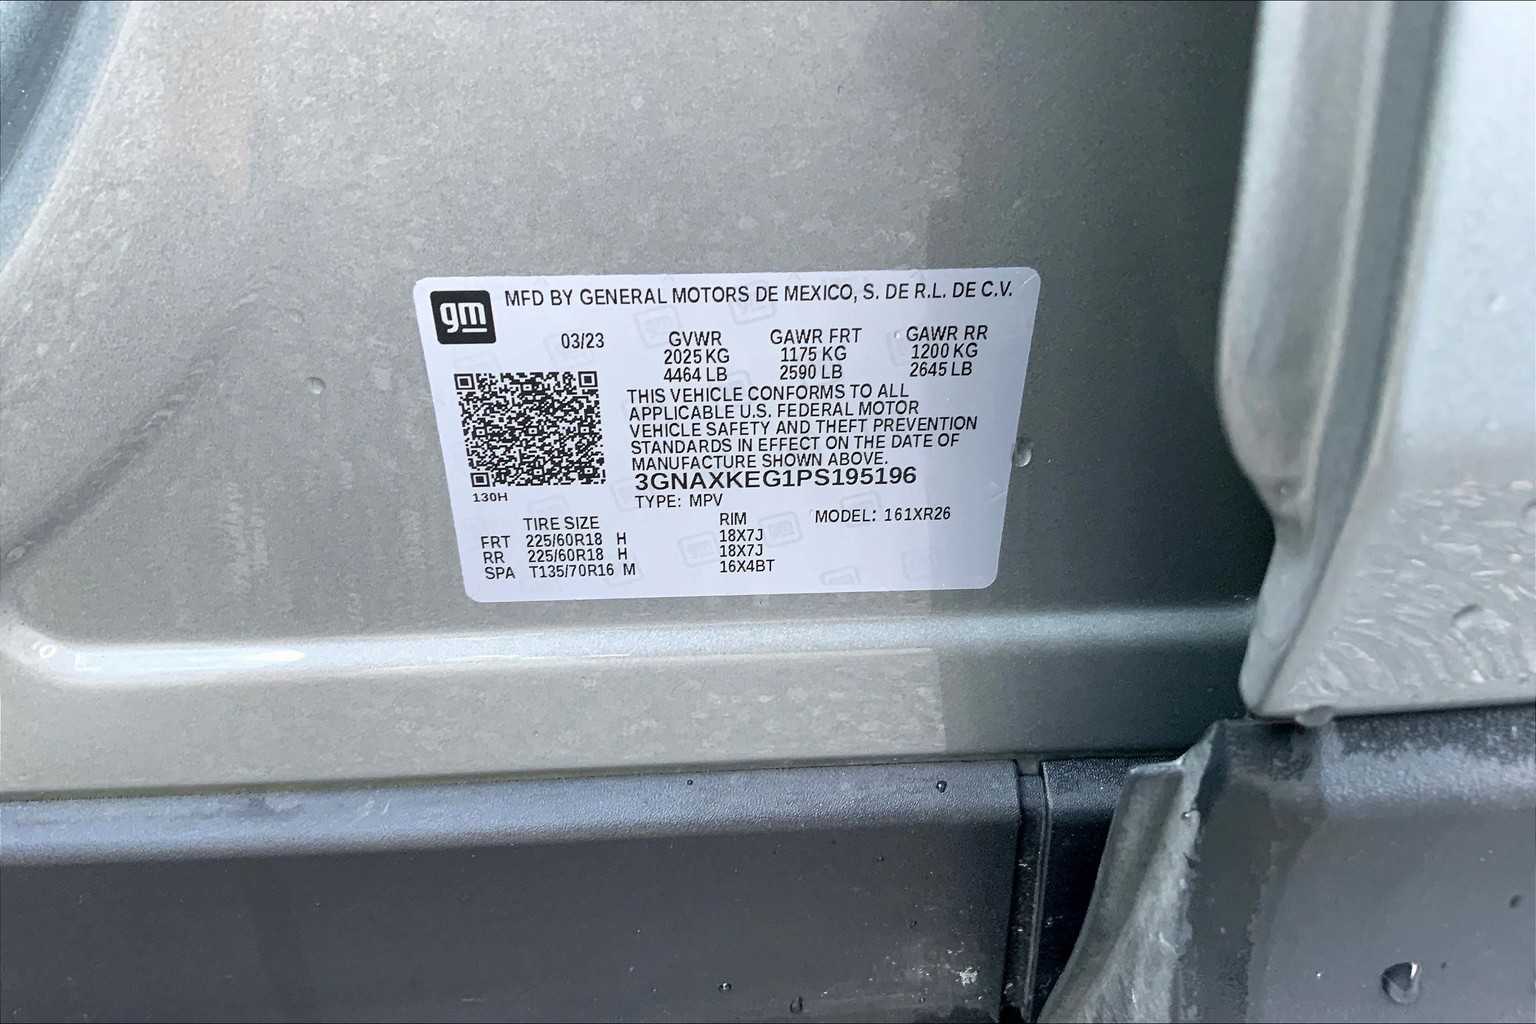 gm
MFD BY GENERAL MOTORS DE MEXICO, S. DE R.L. DE C.V.
03/23 GVWR GAWR FRT GAWR RR
2025 KG 1175 KG 1200 KG
4464 LB 2590 LB 2645 LB
THIS VEHICLE CONFORMS TO ALL
APPLICABLE U.S. FEDERAL MOTOR
VEHICLE SAFETY AND THEFT PREVENTION
STANDARDS IN EFFECT ON THE DATE OF
MANUFACTURE SHOWN ABOVE.
3GNAXKEG1PS195196
130H
TYPE: MPV
TIRE SIZE RIM MODEL: 161XR26
FRT 225/60R18 H 18X7J
RR 225/60R18 H 18X7J
SPA T135/70R16 M 16X4BT